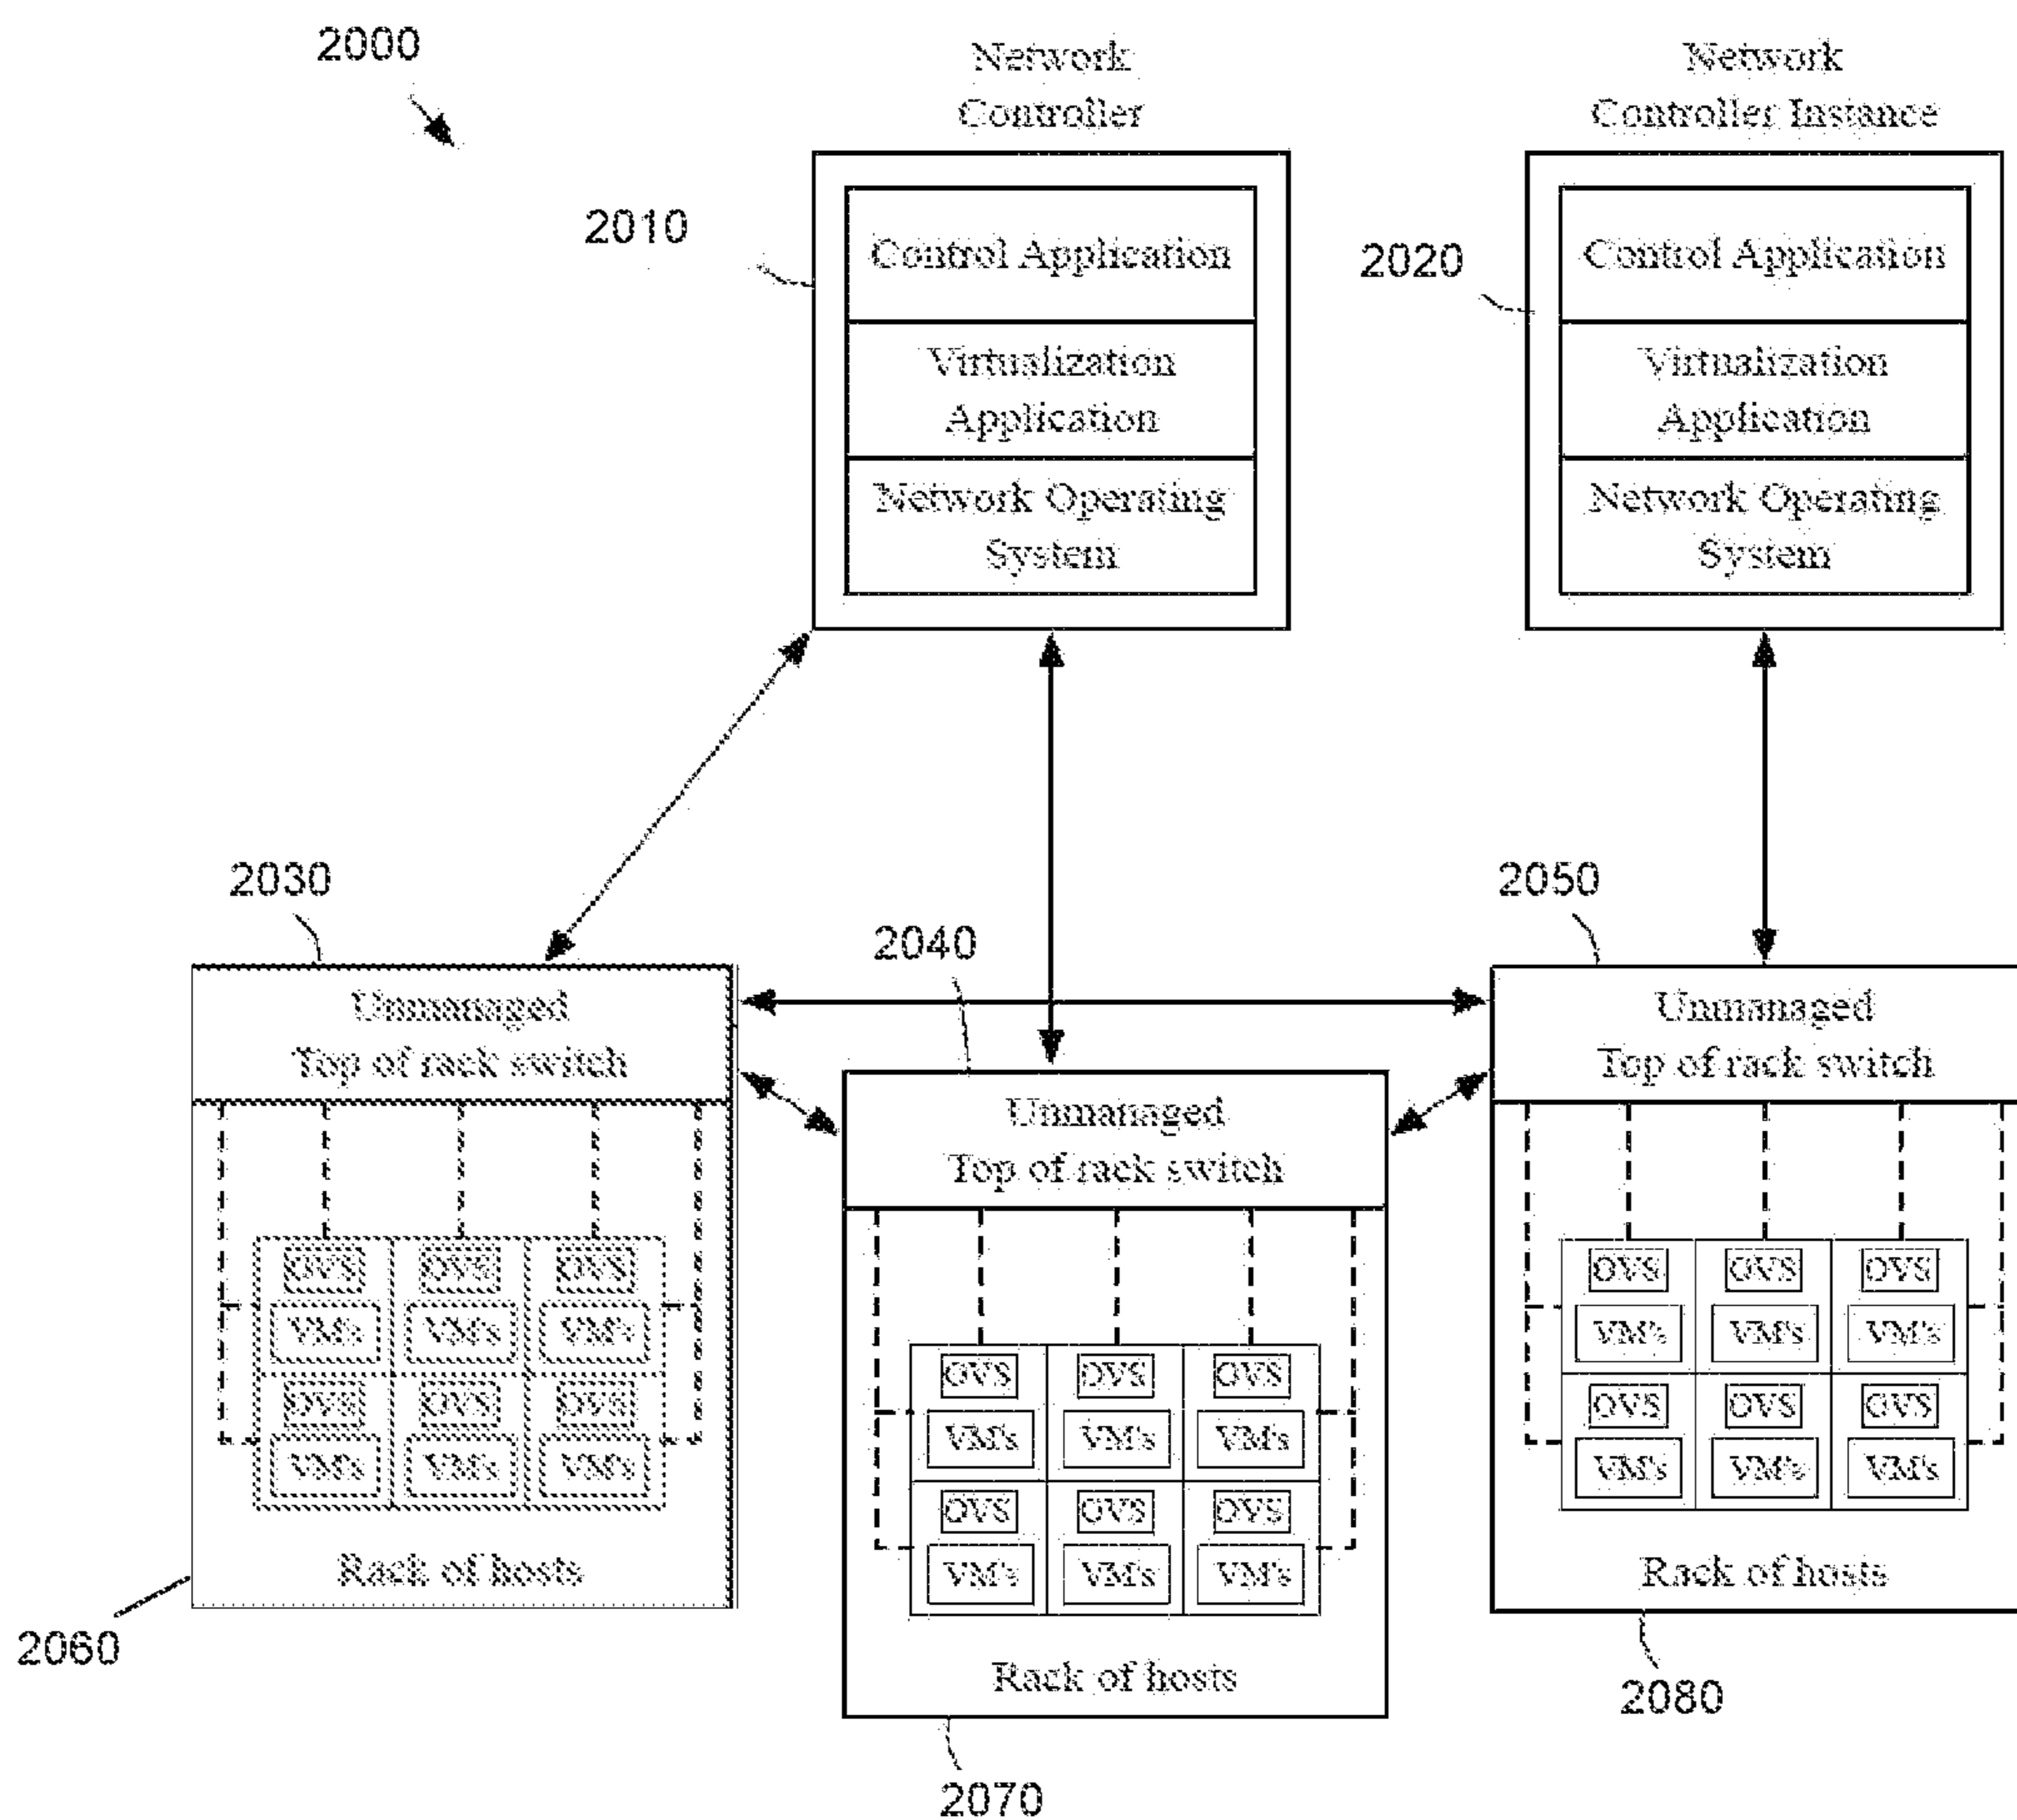 2000
Network
Controller
Network
Controller Instance
2010
Control Application
2020
Control Application
Virtualization
Application
Virtualization
Application
Network Operating
System
Network Operating
System
2030
2040
2050
Unmanaged
Top of rack switch
Unmanaged
Top of rack switch
Unmanaged
Top of rack switch
OVS OVS OVS
VM's VM's VM's
OVS OVS OVS
VM's VM's VM's
Rack of hosts
OVS OVS OVS
VM's VM's VM's
OVS OVS OVS
VM's VM's VM's
Rack of hosts
OVS OVS OVS
VM's VM's VM's
OVS OVS OVS
VM's VM's VM's
Rack of hosts
2060
2070
2080